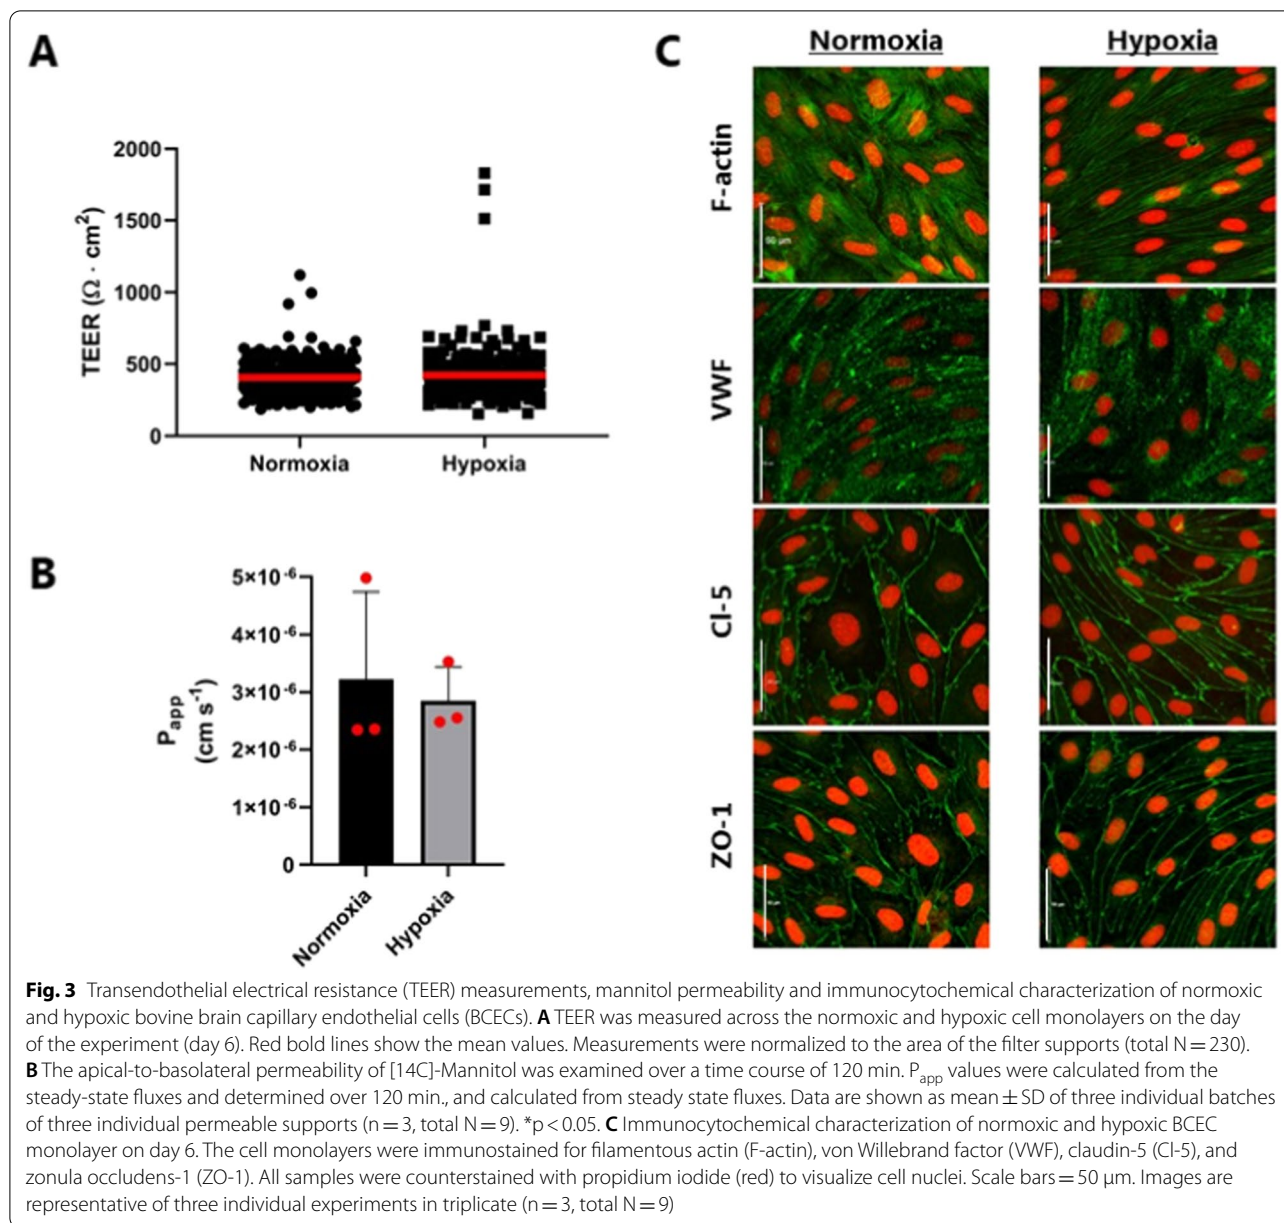 A
2000
1500
1000
500
0
TEER (Ω · cm²)
Normoxia
Hypoxia
B
5×10⁻⁶
4×10⁻⁶
3×10⁻⁶
2×10⁻⁶
1×10⁻⁶
0
Papp
(cm s⁻¹)
Normoxia
Hypoxia
C
Normoxia
Hypoxia
F-actin
50 µm
VWF
Cl-5
ZO-1
Fig. 3 Transendothelial electrical resistance (TEER) measurements, mannitol permeability and immunocytochemical characterization of normoxic
and hypoxic bovine brain capillary endothelial cells (BCECs). A TEER was measured across the normoxic and hypoxic cell monolayers on the day
of the experiment (day 6). Red bold lines show the mean values. Measurements were normalized to the area of the filter supports (total N = 230).
B The apical-to-basolateral permeability of [14C]-Mannitol was examined over a time course of 120 min. Papp values were calculated from the
steady-state fluxes and determined over 120 min., and calculated from steady state fluxes. Data are shown as mean ± SD of three individual batches
of three individual permeable supports (n = 3, total N = 9). *p < 0.05. C Immunocytochemical characterization of normoxic and hypoxic BCEC
monolayer on day 6. The cell monolayers were immunostained for filamentous actin (F-actin), von Willebrand factor (VWF), claudin-5 (Cl-5), and
zonula occludens-1 (ZO-1). All samples were counterstained with propidium iodide (red) to visualize cell nuclei. Scale bars = 50 µm. Images are
representative of three individual experiments in triplicate (n = 3, total N = 9)